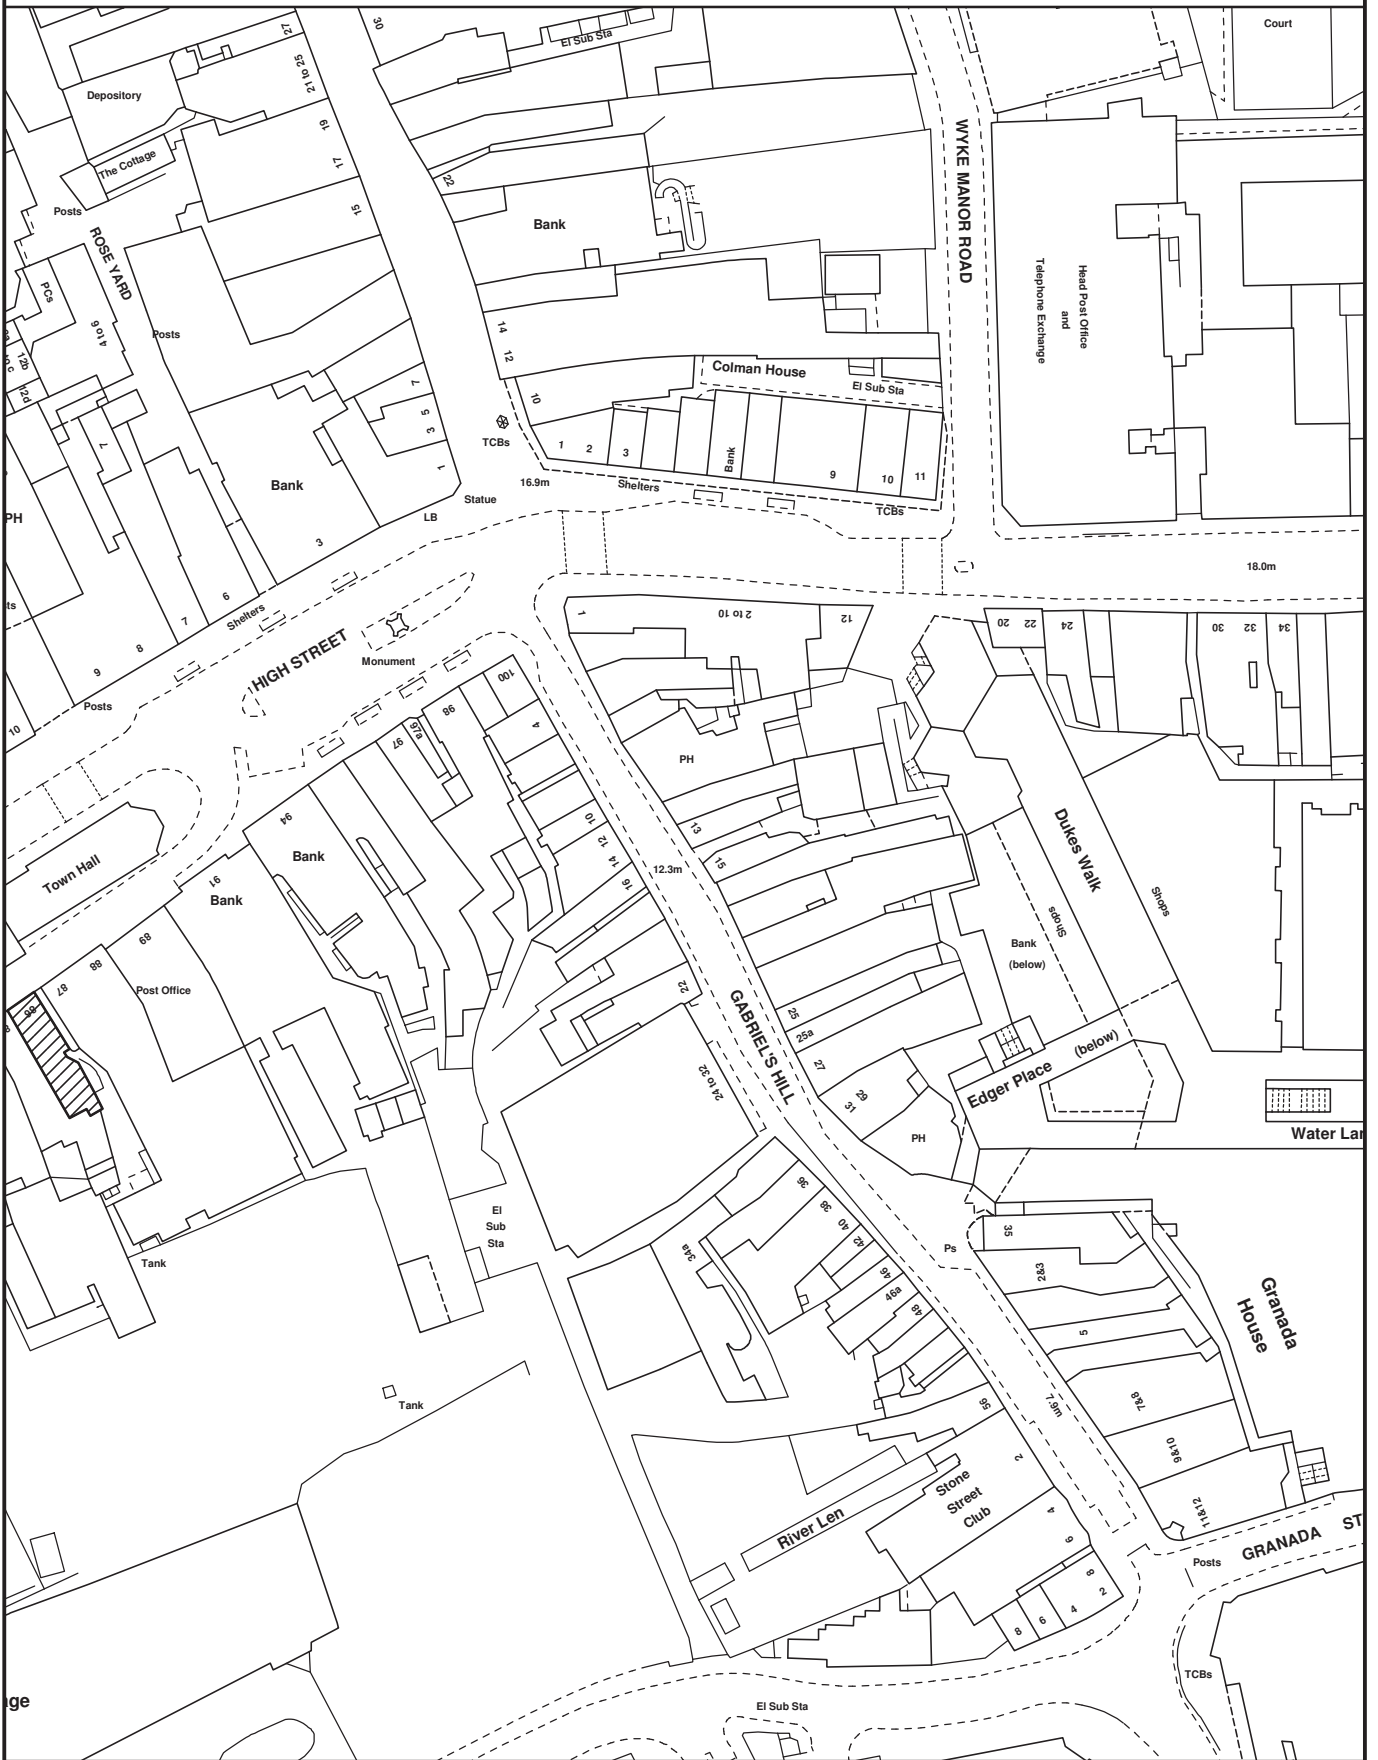 27
30
El Sub Sta
Court
21 to 25
Depository
19
The Cottage
17
WYKE MANOR ROAD
22
Posts
15
Bank
ROSE YARD
PCs
4 to 6
Posts
Head Post Office
and
Telephone Exchange
14
12
12b
12d
Colman House
El Sub Sta
7
5
3
1
10
TCBs
1
2
3
Bank
9
10
11
7
Bank
16.9m
Shelters
Statue
LB
TCBs
PH
3
18.0m
6
7
8
9
10
Shelters
Posts
HIGH STREET
Monument
1
2 to 10
12
20
22
24
30
32
34
100
98
97a
97
4
PH
94
Bank
Town Hall
91
Bank
10
12
14
16
13
15
12.3m
Dukes Walk
Shops
Shops
Bank
(below)
89
88
87
86
Post Office
22
GABRIEL'S HILL
25
25a
27
29
31
24 to 32
Edger Place
(below)
PH
Water Lan
El
Sub
Sta
Tank
36
38
40
42
46
46a
48
34a
Ps
35
2&3
5
Granada
House
Tank
7.9m
7&8
9&10
11&12
56
2
Stone
Street
Club
4
6
8
2
4
6
8
River Len
GRANADA ST
Posts
TCBs
El Sub Sta